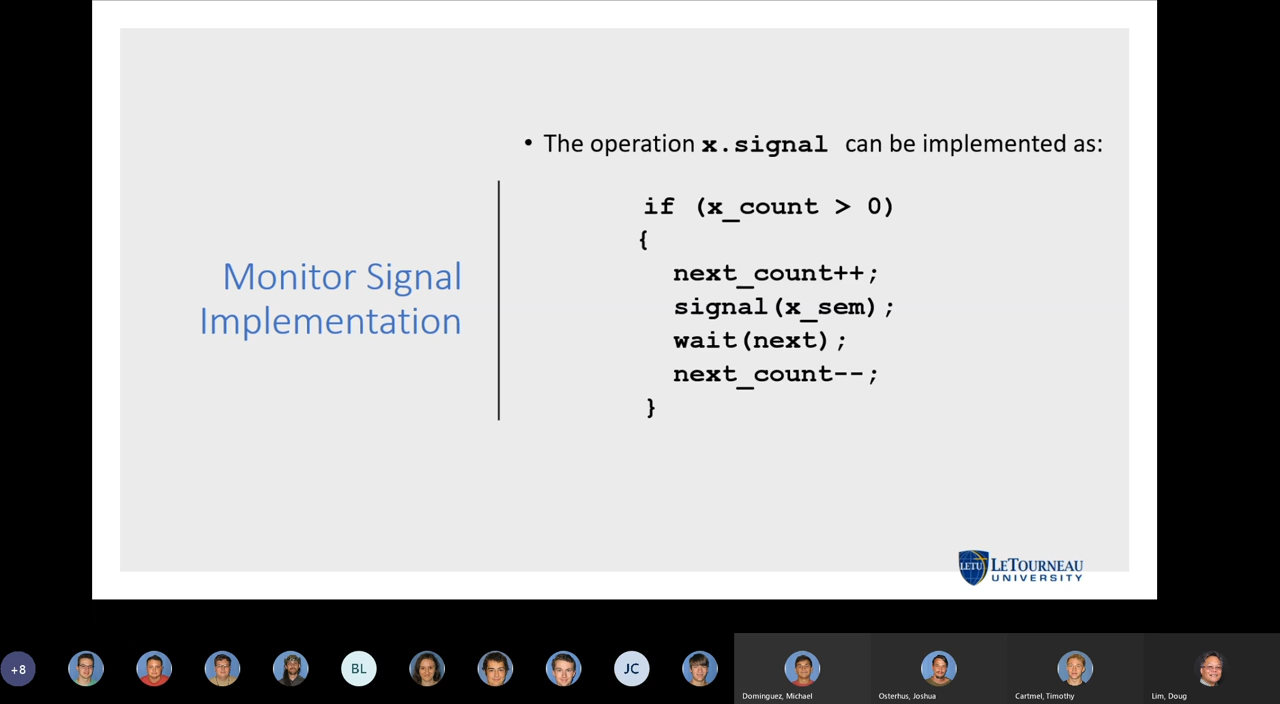 • The operation x.signal can be implemented as:
if (x_count > 0)
{
next_count++;
signal(x_sem);
wait(next);
next_count--;
}
Monitor Signal
Implementation
LETU LETOURNEAU
UNIVERSITY
+8
BL
JC
Dominguez, Michael
Osterhus, Joshua
Cartmel, Timothy
Lim, Doug